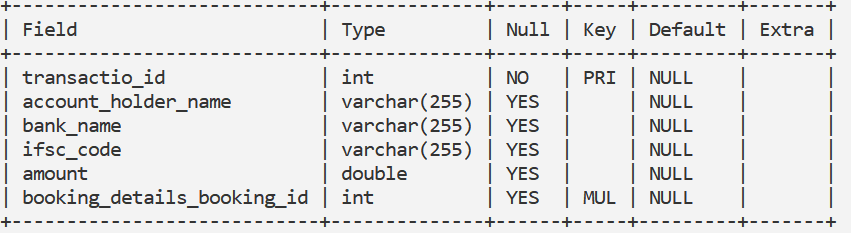 +-----------------------------+--------------+------+-----+---------+-------+
| Field                       | Type         | Null | Key | Default | Extra |
+-----------------------------+--------------+------+-----+---------+-------+
| transactio_id               | int          | NO   | PRI | NULL    |       |
| account_holder_name         | varchar(255) | YES  |     | NULL    |       |
| bank_name                   | varchar(255) | YES  |     | NULL    |       |
| ifsc_code                   | varchar(255) | YES  |     | NULL    |       |
| amount                      | double       | YES  |     | NULL    |       |
| booking_details_booking_id | int          | YES  | MUL | NULL    |       |
+-----------------------------+--------------+------+-----+---------+-------+